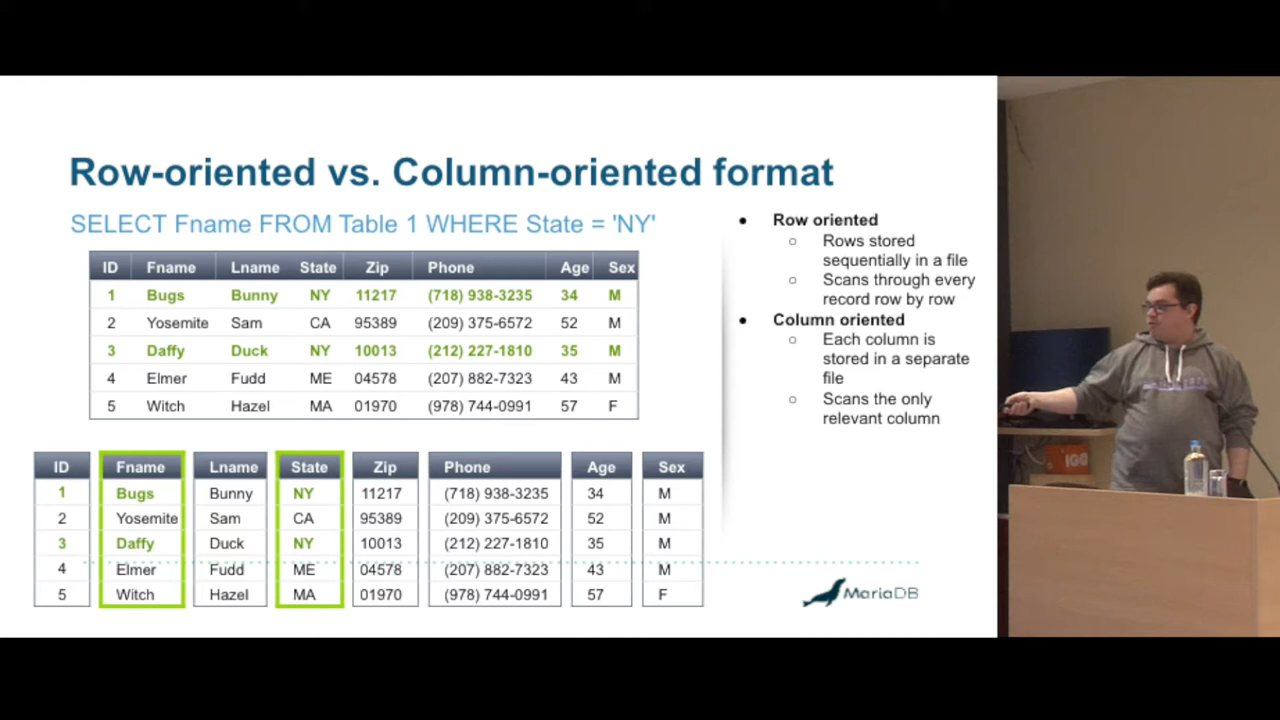 Row-oriented vs. Column-oriented format
SELECT Fname FROM Table 1 WHERE State = 'NY'
ID Fname Lname State Zip Phone Age Sex
1 Bugs Bunny NY 11217 (718) 938-3235 34 M
2 Yosemite Sam CA 95389 (209) 375-6572 52 M
3 Daffy Duck NY 10013 (212) 227-1810 35 M
4 Elmer Fudd ME 04578 (207) 882-7323 43 M
5 Witch Hazel MA 01970 (978) 744-0991 57 F
ID Fname Lname State Zip Phone Age Sex
1 Bugs Bunny NY 11217 (718) 938-3235 34 M
2 Yosemite Sam CA 95389 (209) 375-6572 52 M
3 Daffy Duck NY 10013 (212) 227-1810 35 M
4 Elmer Fudd ME 04578 (207) 882-7323 43 M
5 Witch Hazel MA 01970 (978) 744-0991 57 F
• Row oriented
○ Rows stored
sequentially in a file
○ Scans through every
record row by row
• Column oriented
○ Each column is
stored in a separate
file
○ Scans the only
relevant column
MariaDB